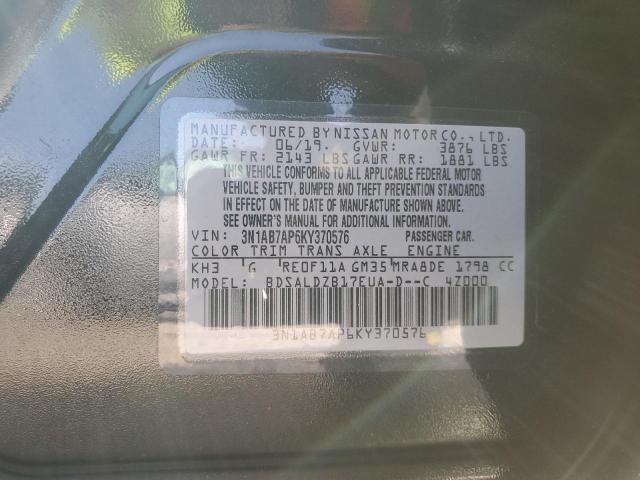 MANUFACTURED BY NISSAN MOTOR CO., LTD.
DATE: 06/19. GVWR: 3876 LBS
GAWR FR: 2143 LBS GAWR RR: 1881 LBS
THIS VEHICLE CONFORMS TO ALL APPLICABLE FEDERAL MOTOR
VEHICLE SAFETY, BUMPER AND THEFT PREVENTION STANDARDS
IN EFFECT ON THE DATE OF MANUFACTURE SHOWN ABOVE.
SEE OWNER'S MANUAL FOR ADDITIONAL INFORMATION.
VIN: 3N1AB7AP6KY370576 PASSENGER CAR.
COLOR TRIM TRANS AXLE ENGINE
KH3 G RE0F11A GM35 MRA8DE 1798 CC
MODEL: BDSALDZB17EUA-D--C 4Z000
3N1AB7AP6KY370576